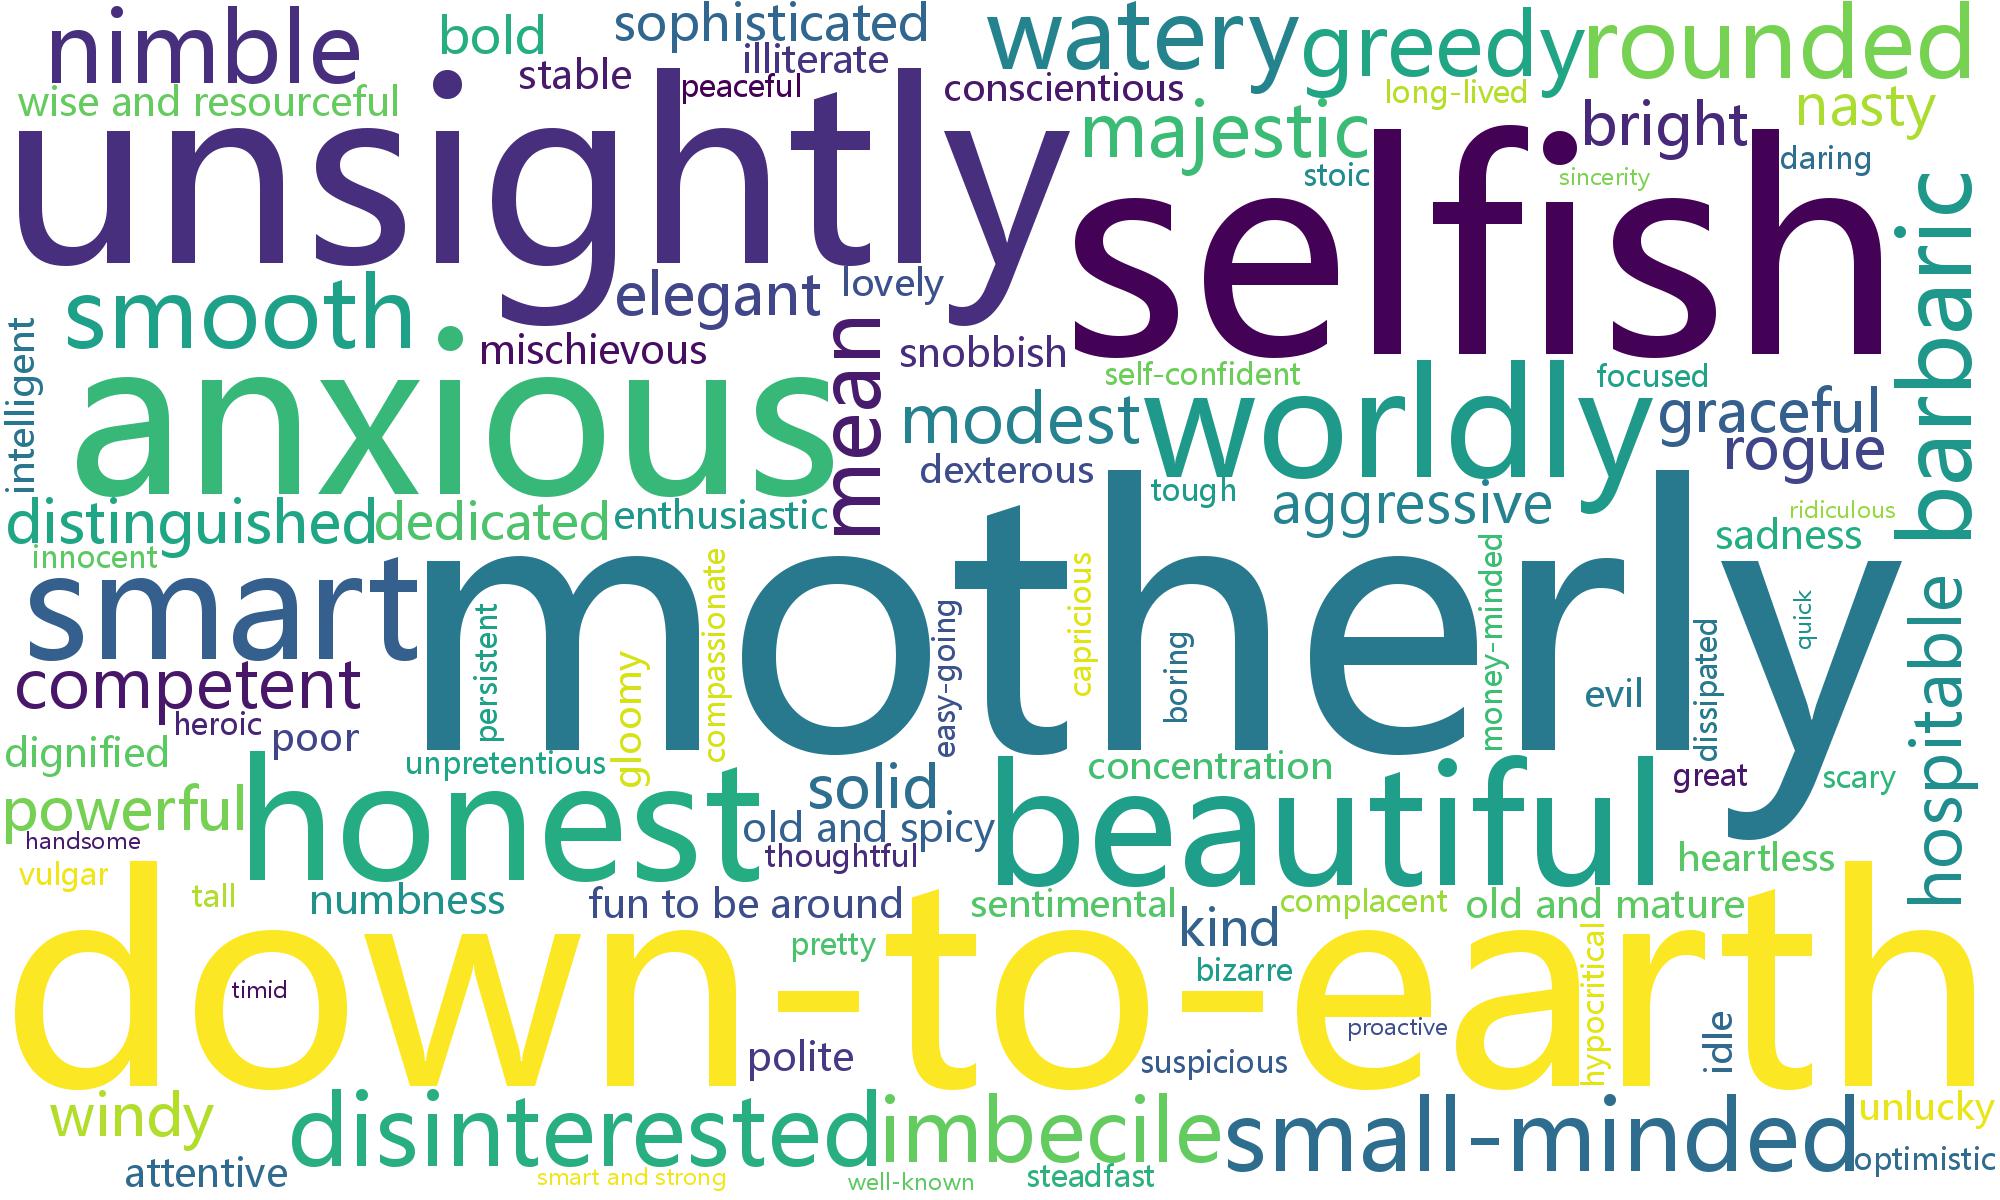 nimble
bold
sophisticated
watery
greedy
rounded
stable
illiterate
peaceful
conscientious
long-lived
nasty
wise and resourceful
unsightly
majestic
bright
daring
stoic
sincerity
selfish
barbaric
smooth
elegant
lovely
intelligent
mischievous
mean
snobbish
self-confident
focused
anxious
modest
worldly
graceful
rogue
dexterous
tough
aggressive
ridiculous
distinguished
dedicated
enthusiastic
sadness
innocent
smart
motherly
persistent
gloomy
compassionate
easy-going
capricious
boring
money-minded
evil
dissipated
quick
hospitable
competent
heroic
poor
dignified
unpretentious
solid
concentration
great
scary
powerful
honest
old and spicy
beautiful
handsome
thoughtful
heartless
vulgar
tall
numbness
fun to be around
sentimental
complacent
old and mature
kind
pretty
bizarre
hypocritical
down-to-earth
timid
proactive
idle
polite
suspicious
windy
disinterested
imbecile
small-minded
unlucky
attentive
smart and strong
well-known
steadfast
optimistic